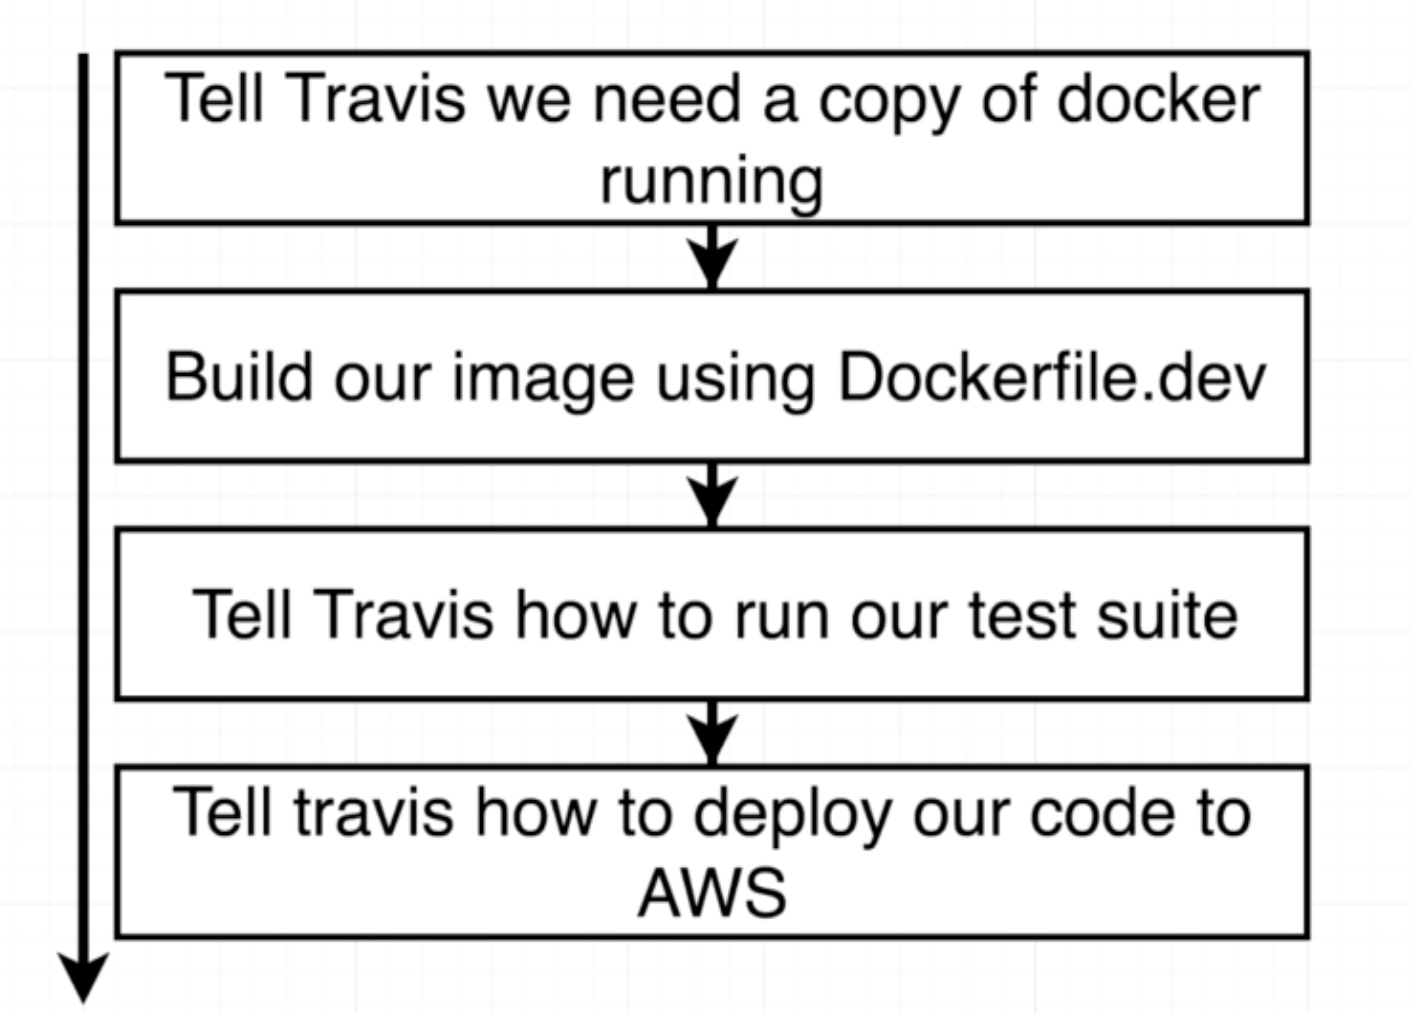 Tell Travis we need a copy of docker
running
Build our image using Dockerfile.dev
Tell Travis how to run our test suite
Tell travis how to deploy our code to
AWS